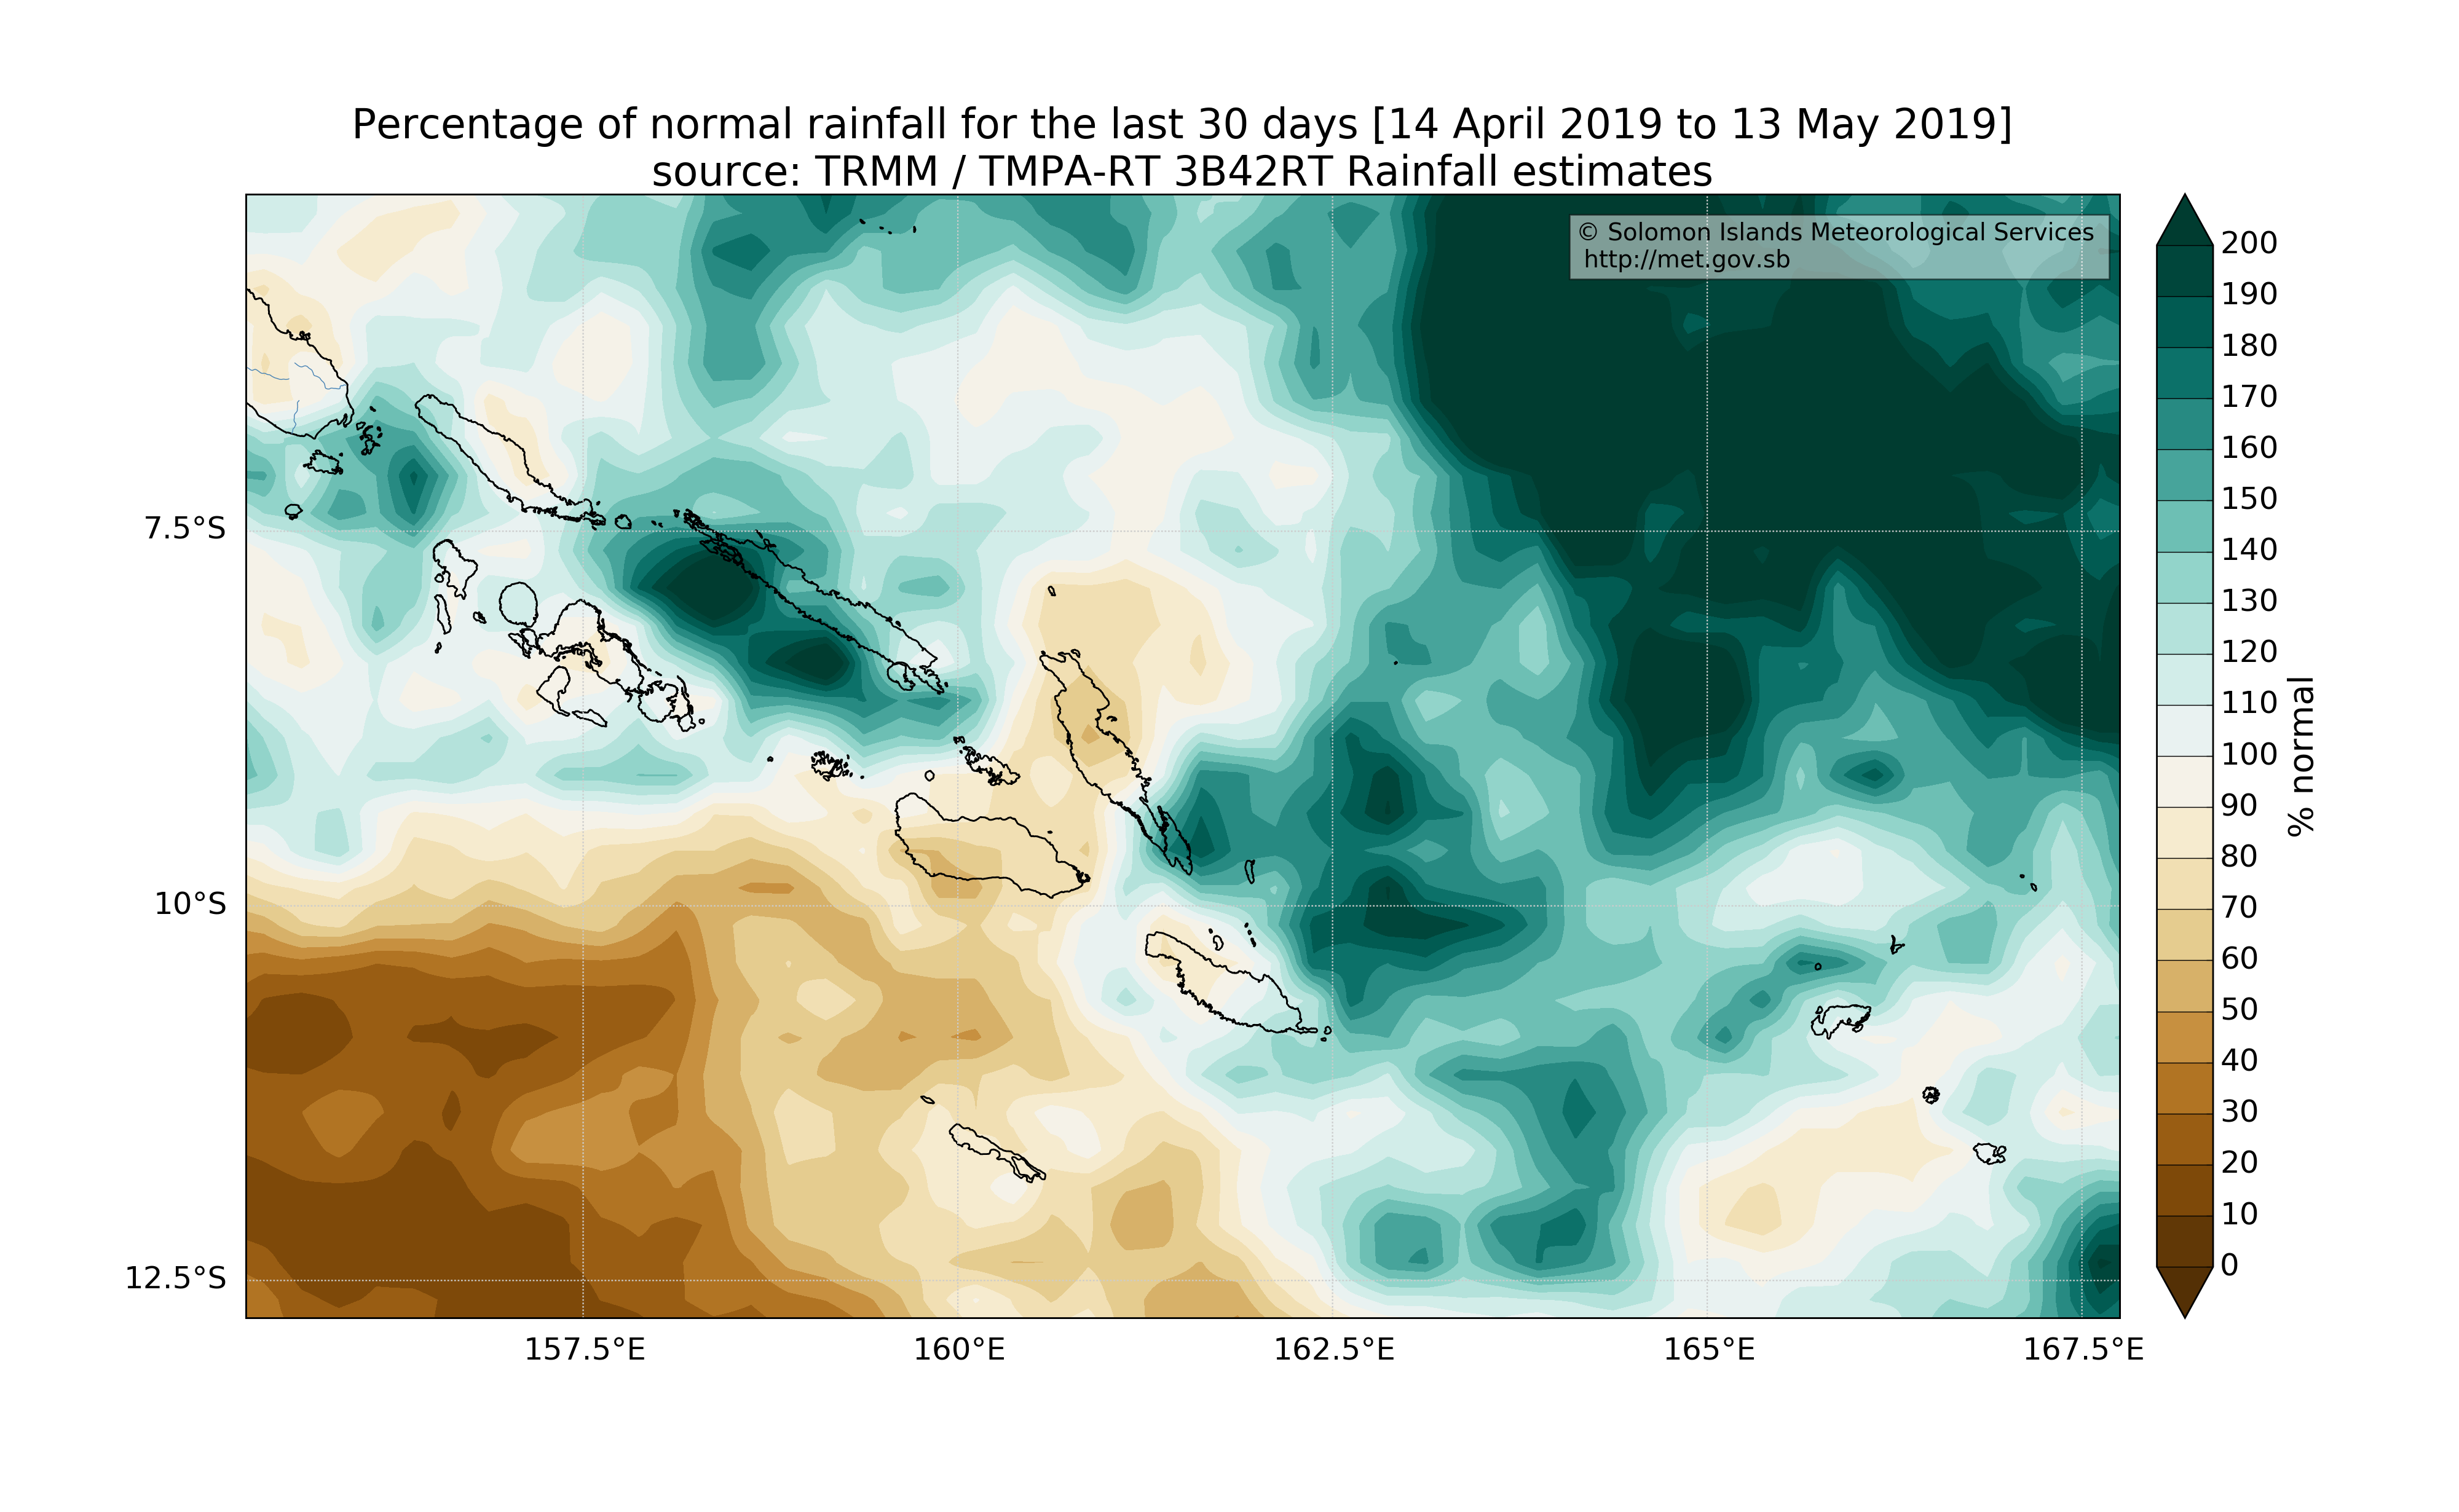 Percentage of normal rainfall for the last 30 days [14 April 2019 to 13 May 2019]
source: TRMM / TMPA-RT 3B42RT Rainfall estimates
© Solomon Islands Meteorological Services
http://met.gov.sb
7.5°S
10°S
12.5°S
157.5°E
160°E
162.5°E
165°E
167.5°E
200
190
180
170
160
150
140
130
120
110
100
90
80
70
60
50
40
30
20
10
0
% normal